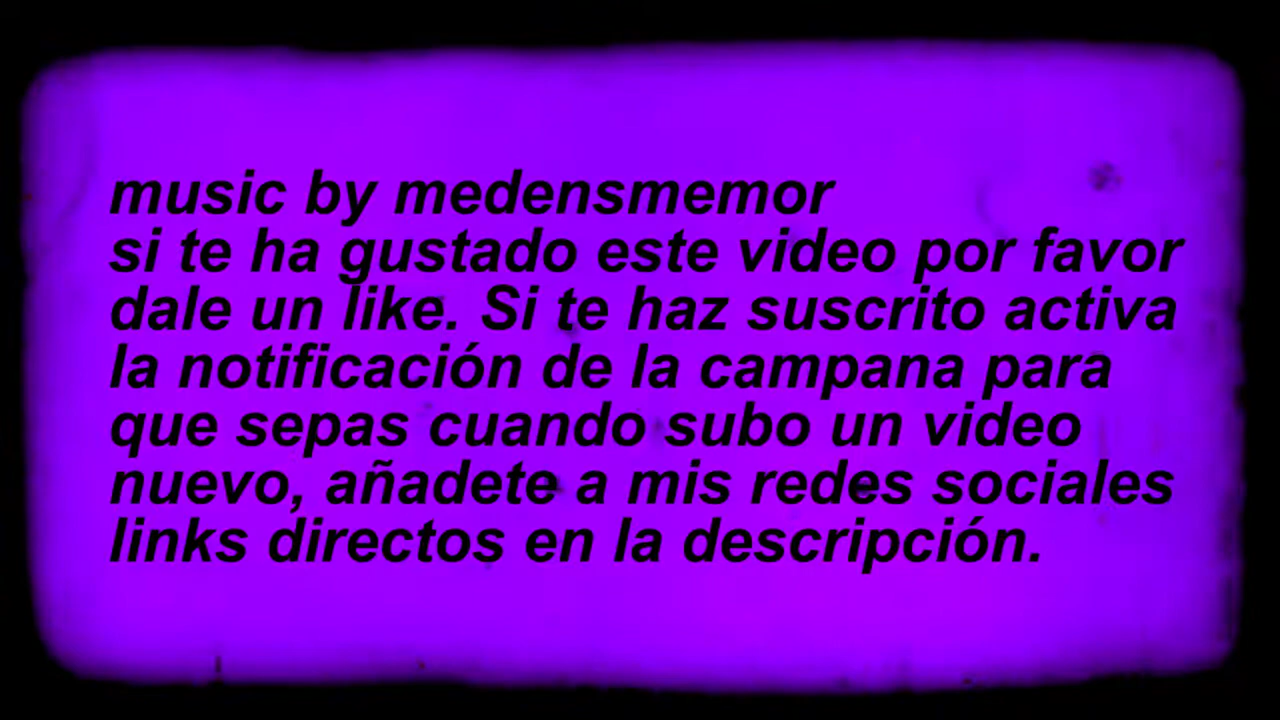 music by medensmemor
si te ha gustado este video por favor
dale un like. Si te haz suscrito activa
la notificación de la campana para
que sepas cuando subo un video
nuevo, añadete a mis redes sociales
links directos en la descripción.